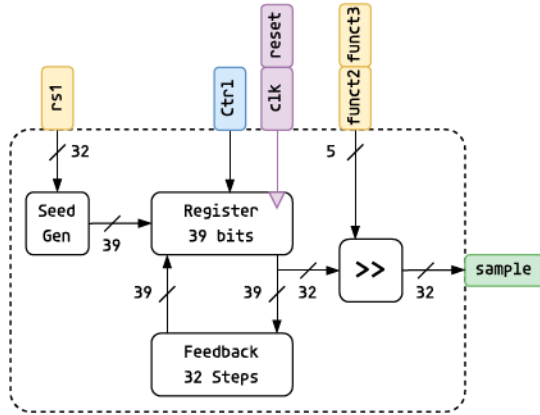 reset
funct3
rs1
Ctrl
clk
funct2
32
5
Seed
Gen
39
Register
39 bits
>>
sample
39
39
32
32
Feedback
32 Steps